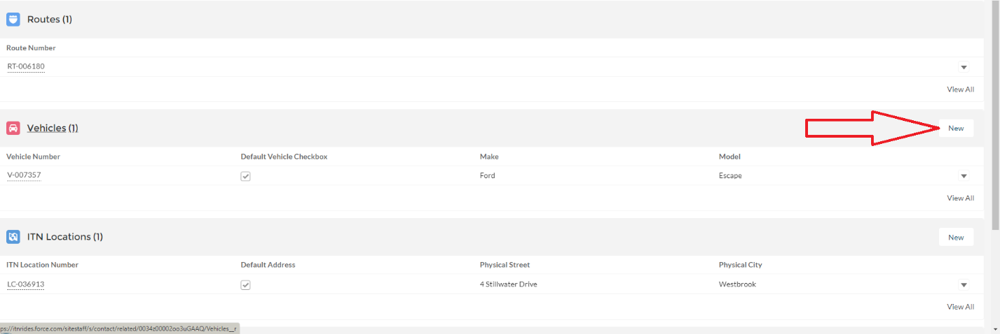 Routes (1)
Route Number
RT-006180
View All
Vehicles (1)
New
Vehicle Number Default Vehicle Checkbox Make Model
V-007357 Ford Escape
View All
ITN Locations (1)
New
ITN Location Number Default Address Physical Street Physical City
LC-036913 4 Stillwater Drive Westbrook
View All
ps://itnrides.force.com/sitestaff/s/contact/related/0034z00002oo3uGAAQ/Vehicles__r